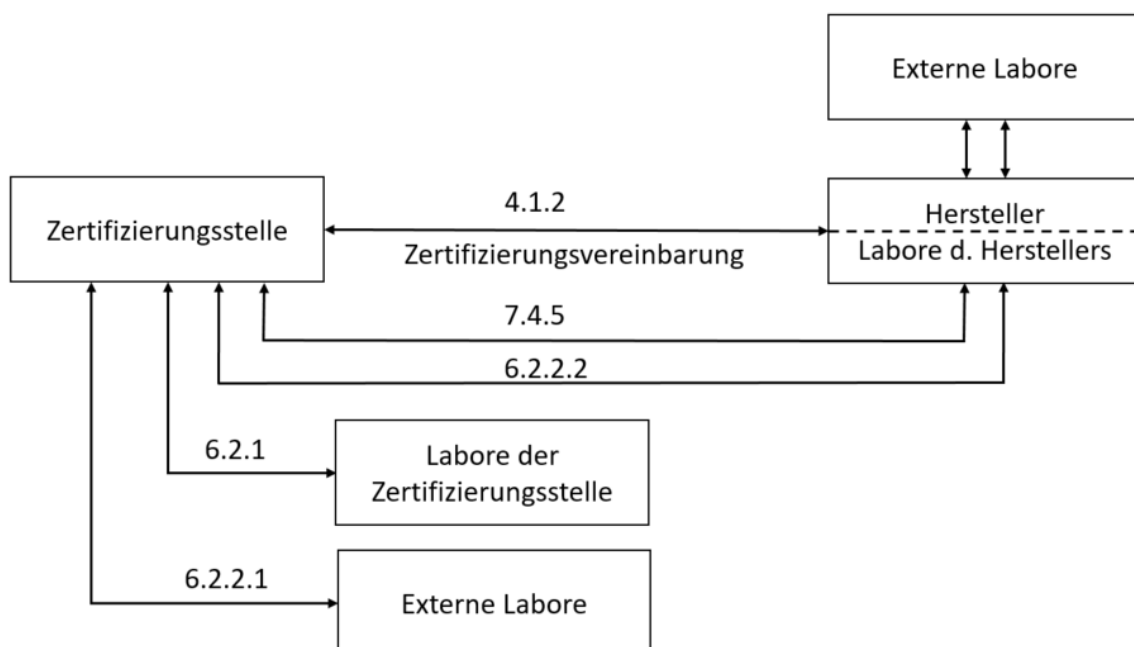 Externe Labore
Zertifizierungsstelle
4.1.2
Zertifizierungsvereinbarung
Hersteller
Labore d. Herstellers
7.4.5
6.2.2.2
6.2.1
Labore der
Zertifizierungsstelle
6.2.2.1
Externe Labore